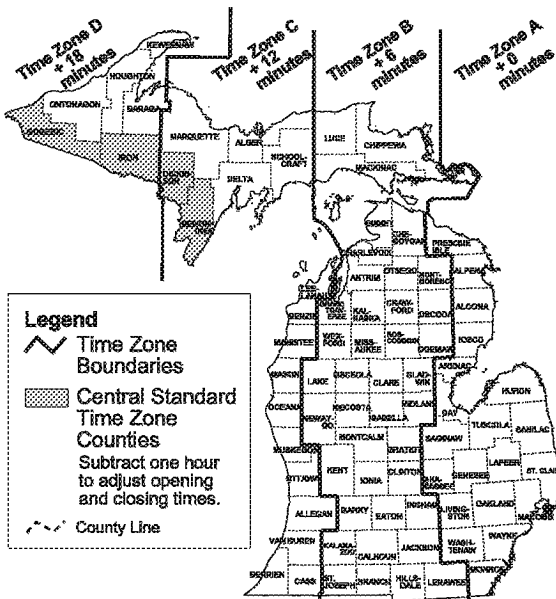 Time Zone D
+ 18
minutes
Time Zone C
+ 12
minutes
Time Zone B
+ 6
minutes
Time Zone A
+ 0
minutes
KEWEENAW
HOUGHTON
ONTONAGON
BARAGA
GOGEBIC
IRON
MARQUETTE
ALGER
SCHOOL-
CRAFT
DELTA
LUCE
CHIPPEWA
MACKINAC
EMMET
CHE-
BOYGAN
PRESQUE
ISLE
CHARLEVOIX
ANTRIM
OTSEGO
MONT-
MORENCY
ALPENA
BENZIE
GRAND
TRAVERSE
KAL-
KASKA
CRAW-
FORD
OSCODA
ALCONA
MANISTEE
WEX-
FORD
MISS-
AUKEE
ROS-
COMMON
OGEMAW
IOSCO
ARENAC
MASON
LAKE
OSCEOLA
CLARE
GLAD-
WIN
HURON
OCEANA
NEWAY-
GO
MECOSTA
ISABELLA
MIDLAND
BAY
TUSCOLA
SANILAC
MUSKEGON
MONTCALM
GRATIOT
SAGINAW
OTTAWA
KENT
IONIA
CLINTON
SHIA-
WASSEE
GENESEE
LAPEER
ST. CLAIR
ALLEGAN
BARRY
EATON
INGHAM
LIVING-
STON
OAKLAND
MACOMB
VAN BUREN
KALAMA-
ZOO
CALHOUN
JACKSON
WASH-
TENAW
WAYNE
BERRIEN
CASS
ST.
JOSEPH
BRANCH
HILLS-
DALE
LENAWEE
MONROE
Legend
Time Zone
Boundaries
Central Standard
Time Zone
Counties
Subtract one hour
to adjust opening
and closing times.
County Line